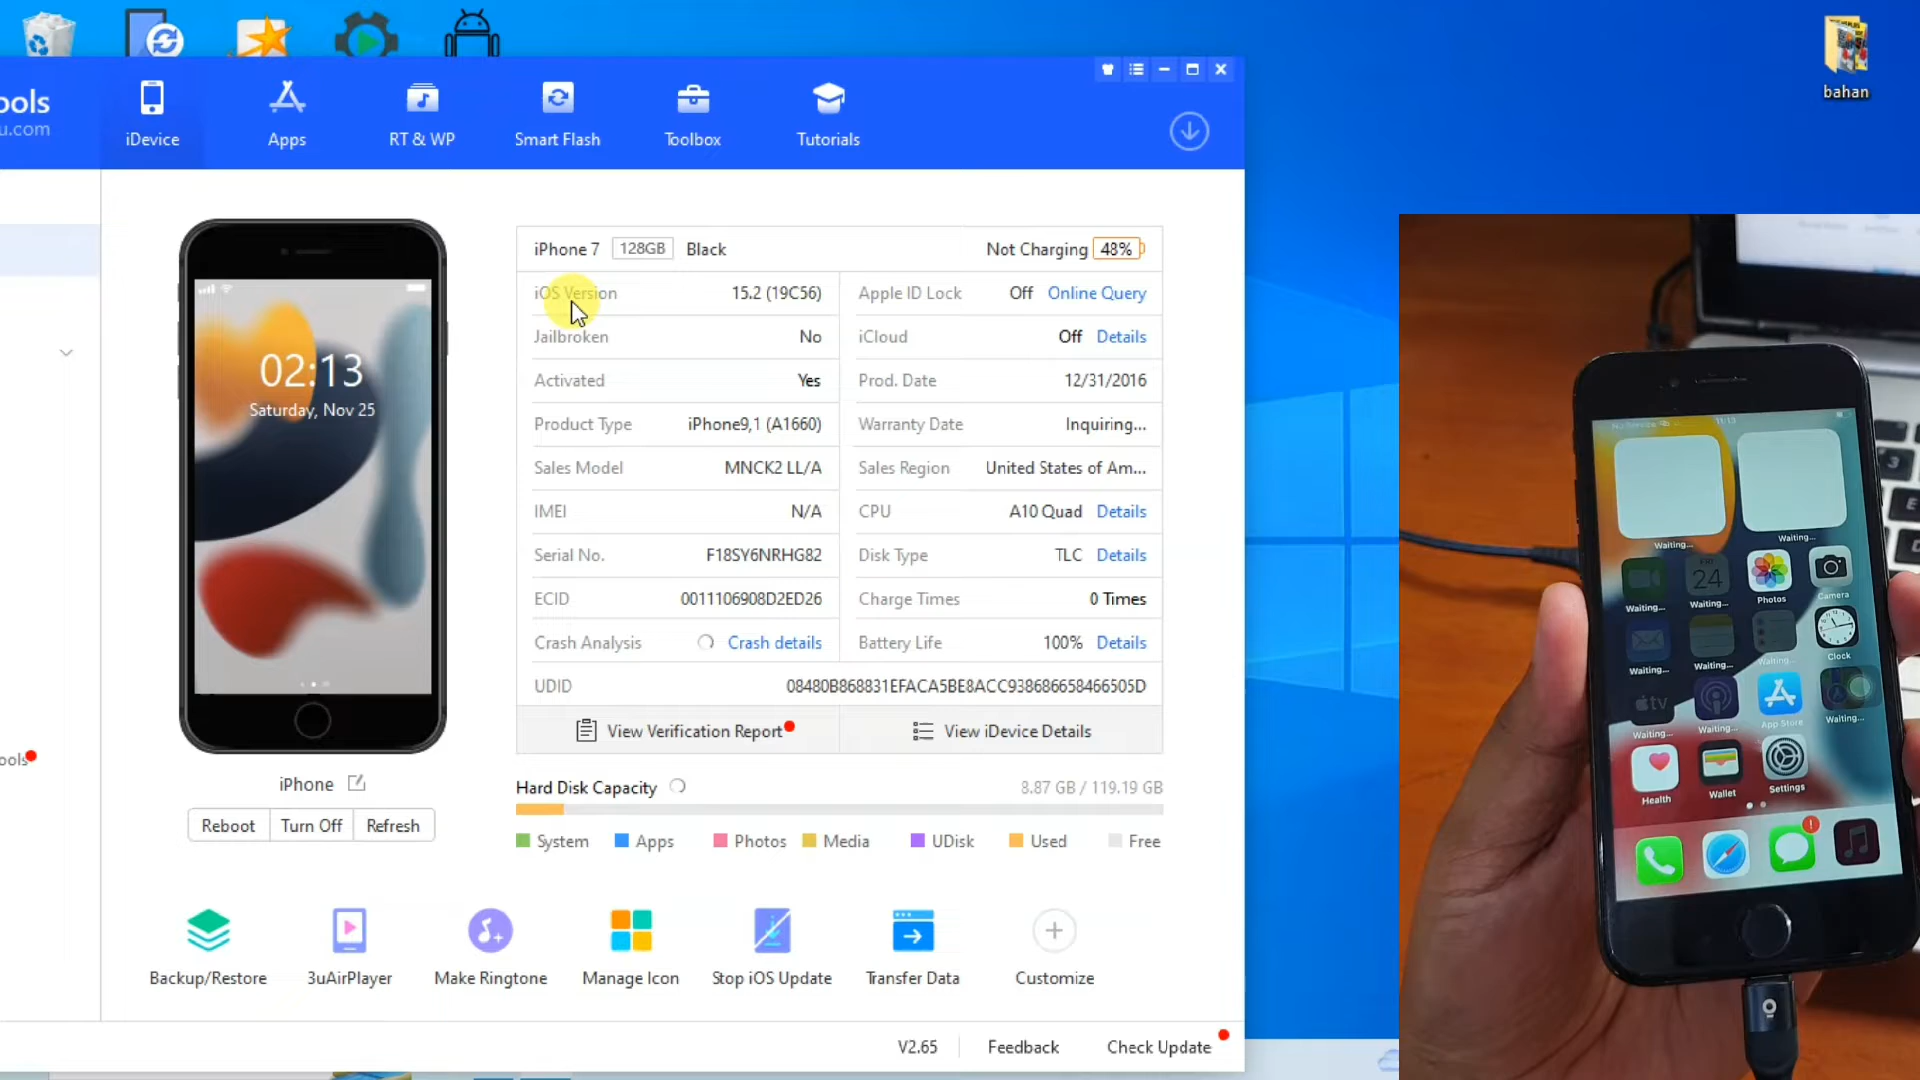 bahan
ools
u.com
iDevice
Apps
RT & WP
Smart Flash
Toolbox
Tutorials
02:13
Saturday, Nov 25
iPhone
Reboot
Turn Off
Refresh
iPhone 7 128GB Black
Not Charging 48%
iOS Version 15.2 (19C56)
Apple ID Lock Off Online Query
Jailbroken No
iCloud Off Details
Activated Yes
Prod. Date 12/31/2016
Product Type iPhone9,1 (A1660)
Warranty Date Inquiring...
Sales Model MNCK2 LL/A
Sales Region United States of Am...
IMEI N/A
CPU A10 Quad Details
Serial No. F18SY6NRHG82
Disk Type TLC Details
ECID 0011106908D2ED26
Charge Times 0 Times
Crash Analysis Crash details
Battery Life 100% Details
UDID 08480B868831EFACA5BE8ACC938686658466505D
View Verification Report
View iDevice Details
Hard Disk Capacity 8.87 GB / 119.19 GB
System Apps Photos Media UDisk Used Free
ools
Backup/Restore
3uAirPlayer
Make Ringtone
Manage Icon
Stop iOS Update
Transfer Data
Customize
V2.65
Feedback
Check Update
No Service
11:13
Waiting... Waiting...
24
Waiting... Waiting... Photos Camera
Waiting... Waiting... Waiting... Clock
tv
Waiting... Waiting... App Store Waiting...
Health Wallet Settings